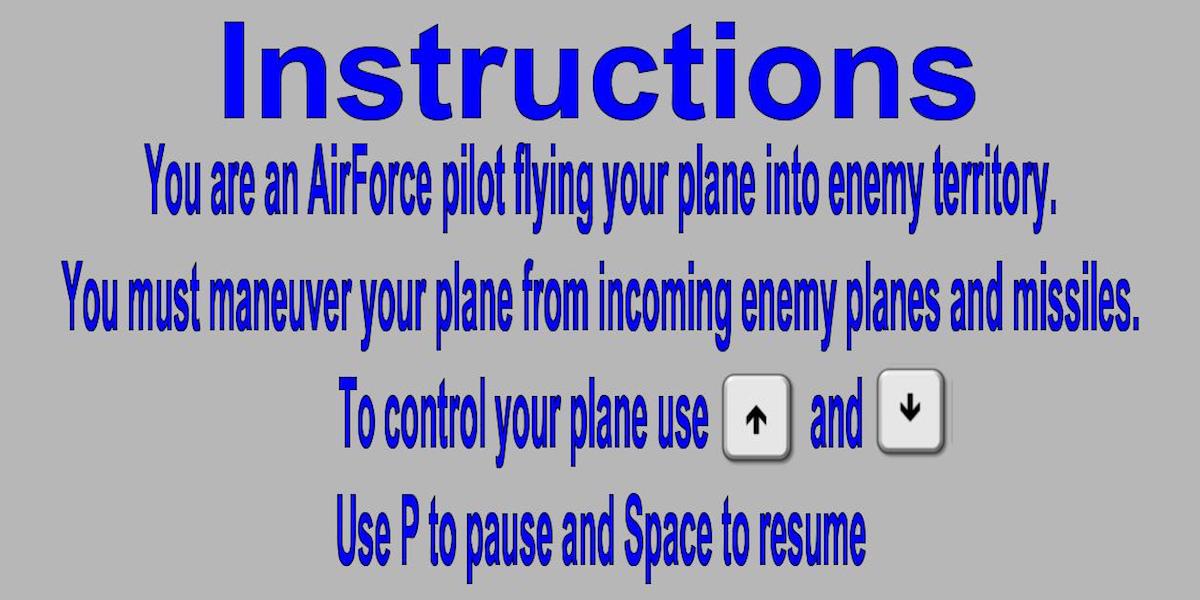 Instructions
You are an AirForce pilot flying your plane into enemy territory.
You must maneuver your plane from incoming enemy planes and missiles.
To control your plane use ↑ and ↓
Use P to pause and Space to resume